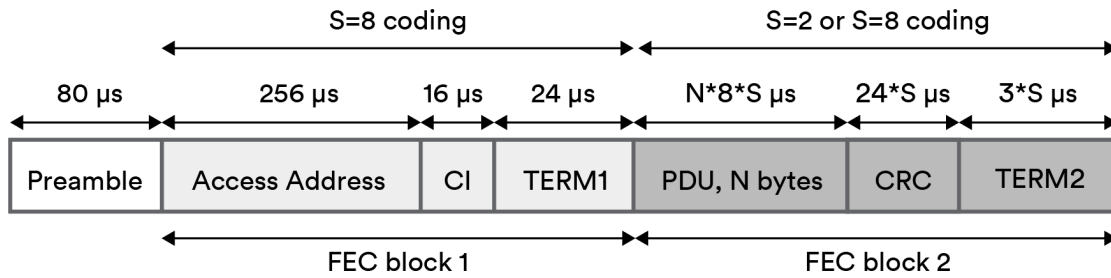 S=8 coding
S=2 or S=8 coding
80 µs
256 µs
16 µs
24 µs
N*8*S µs
24*S µs
3*S µs
Preamble
Access Address
CI
TERM1
PDU, N bytes
CRC
TERM2
FEC block 1
FEC block 2